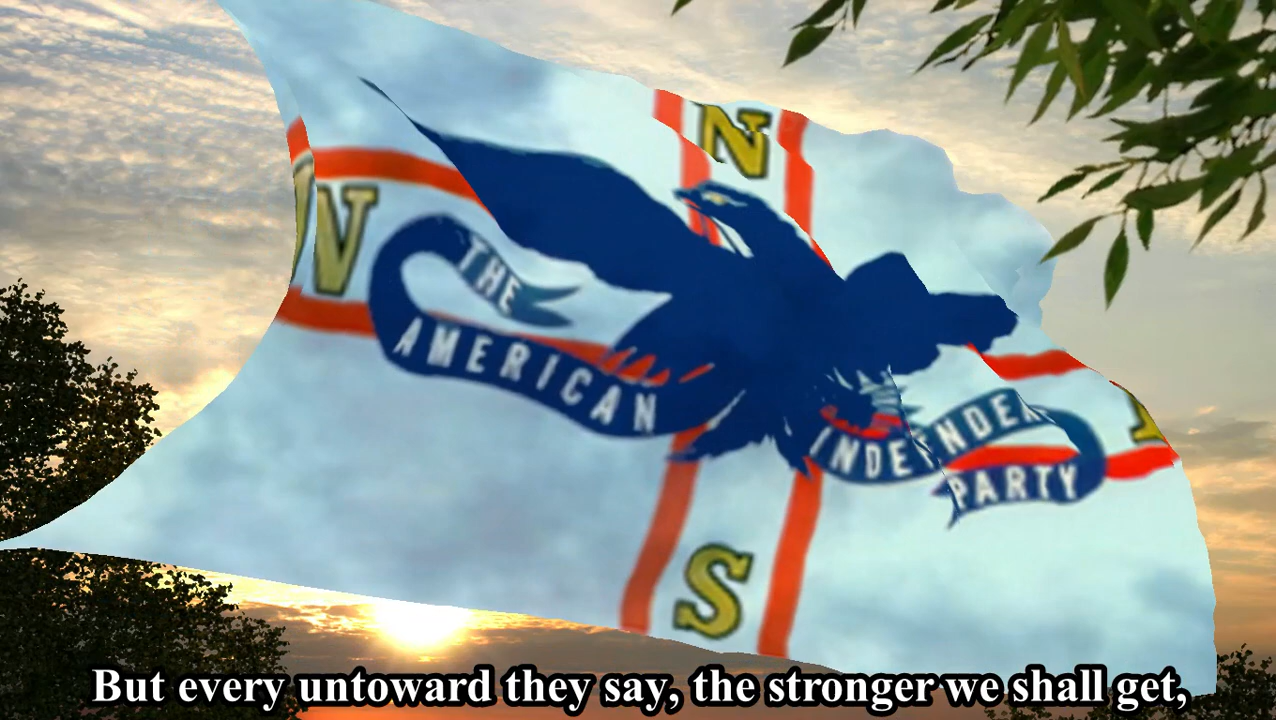 N
W
THE
AMERICAN
INDEPENDENT
PARTY
S
But every untoward they say, the stronger we shall get,